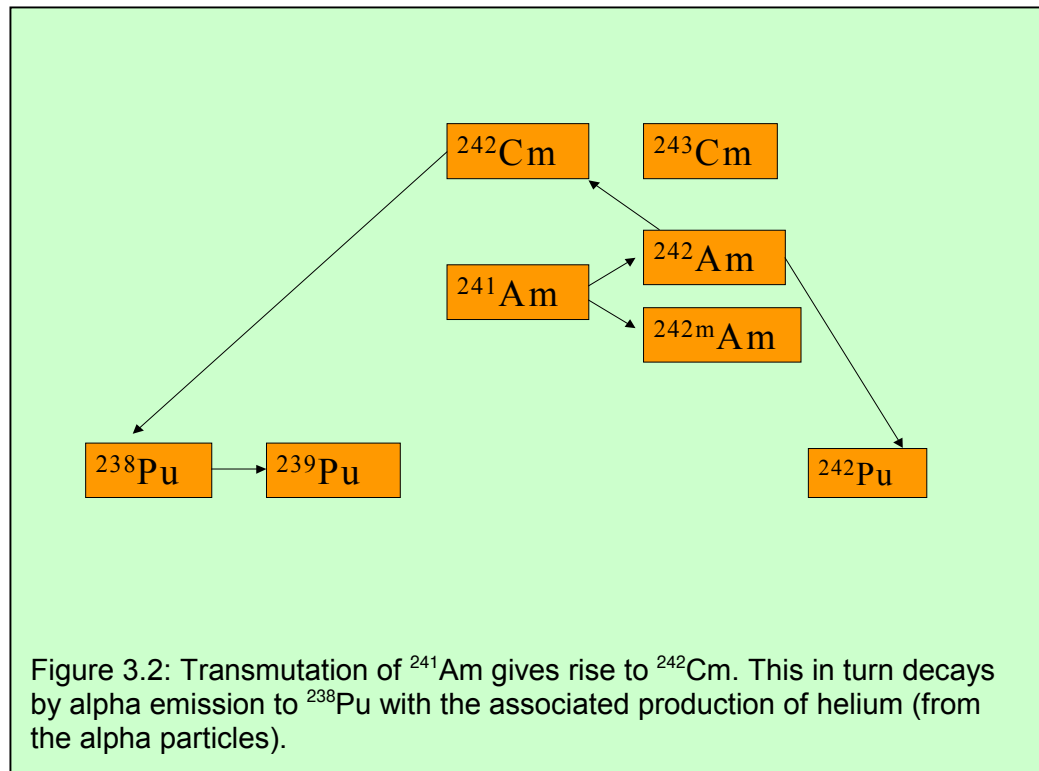 ²⁴²Cm
²⁴³Cm
²⁴²Am
²⁴¹Am
²⁴²ᵐAm
²³⁸Pu
²³⁹Pu
²⁴²Pu
Figure 3.2: Transmutation of ²⁴¹Am gives rise to ²⁴²Cm. This in turn decays
by alpha emission to ²³⁸Pu with the associated production of helium (from
the alpha particles).